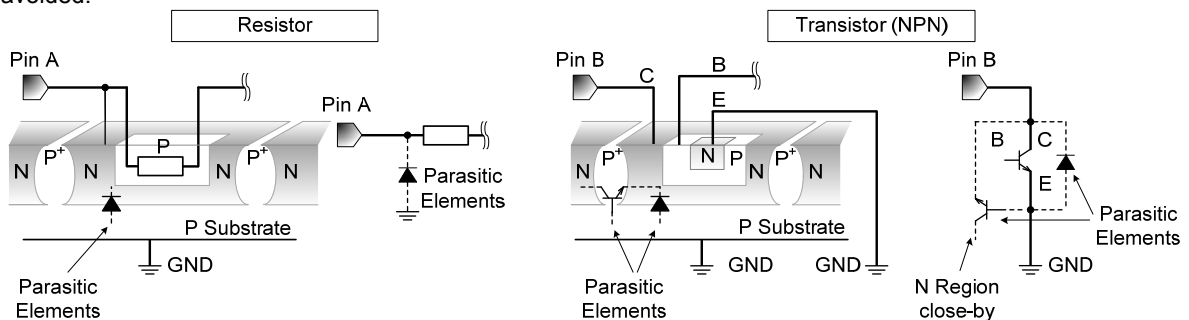 avoided.
Resistor
Transistor (NPN)
Pin A
Pin A
Pin B
C
B
E
Pin B
N
P+
N
P
N
P+
N
Parasitic
Elements
P Substrate
GND
Parasitic
Elements
N
P+
N
N
P
N
P+
N
P Substrate
GND
GND
Parasitic
Elements
B
C
E
Parasitic
Elements
GND
N Region
close-by